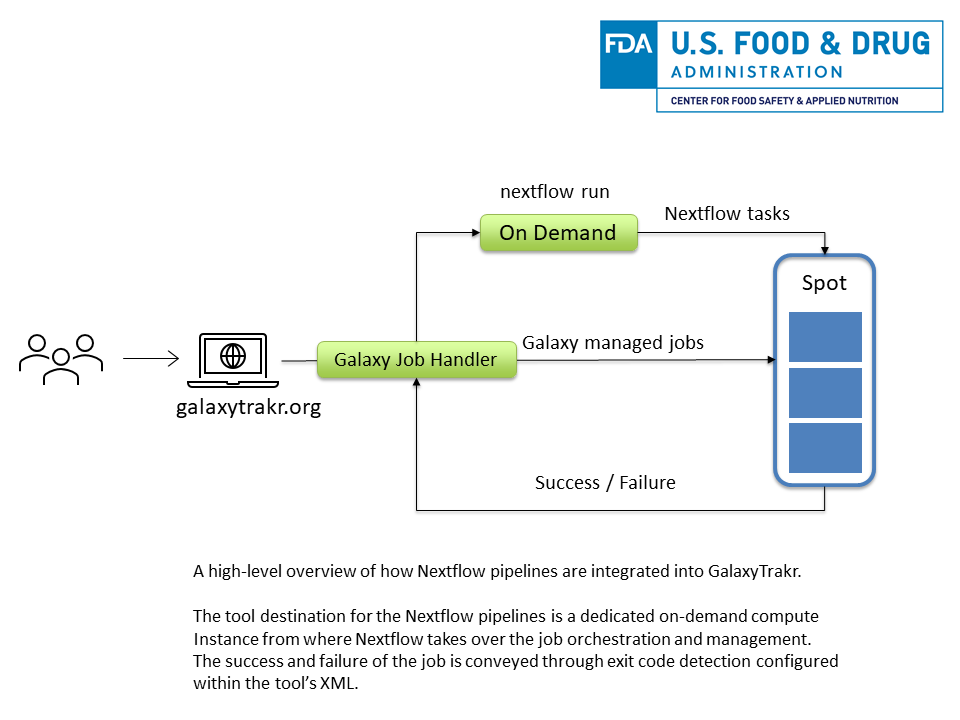 FDA
U.S. FOOD & DRUG
ADMINISTRATION
CENTER FOR FOOD SAFETY & APPLIED NUTRITION
nextflow run
On Demand
Nextflow tasks
Spot
Galaxy Job Handler
Galaxy managed jobs
galaxytrakr.org
Success / Failure
A high-level overview of how Nextflow pipelines are integrated into GalaxyTrakr.
The tool destination for the Nextflow pipelines is a dedicated on-demand compute
Instance from where Nextflow takes over the job orchestration and management.
The success and failure of the job is conveyed through exit code detection configured
within the tool’s XML.